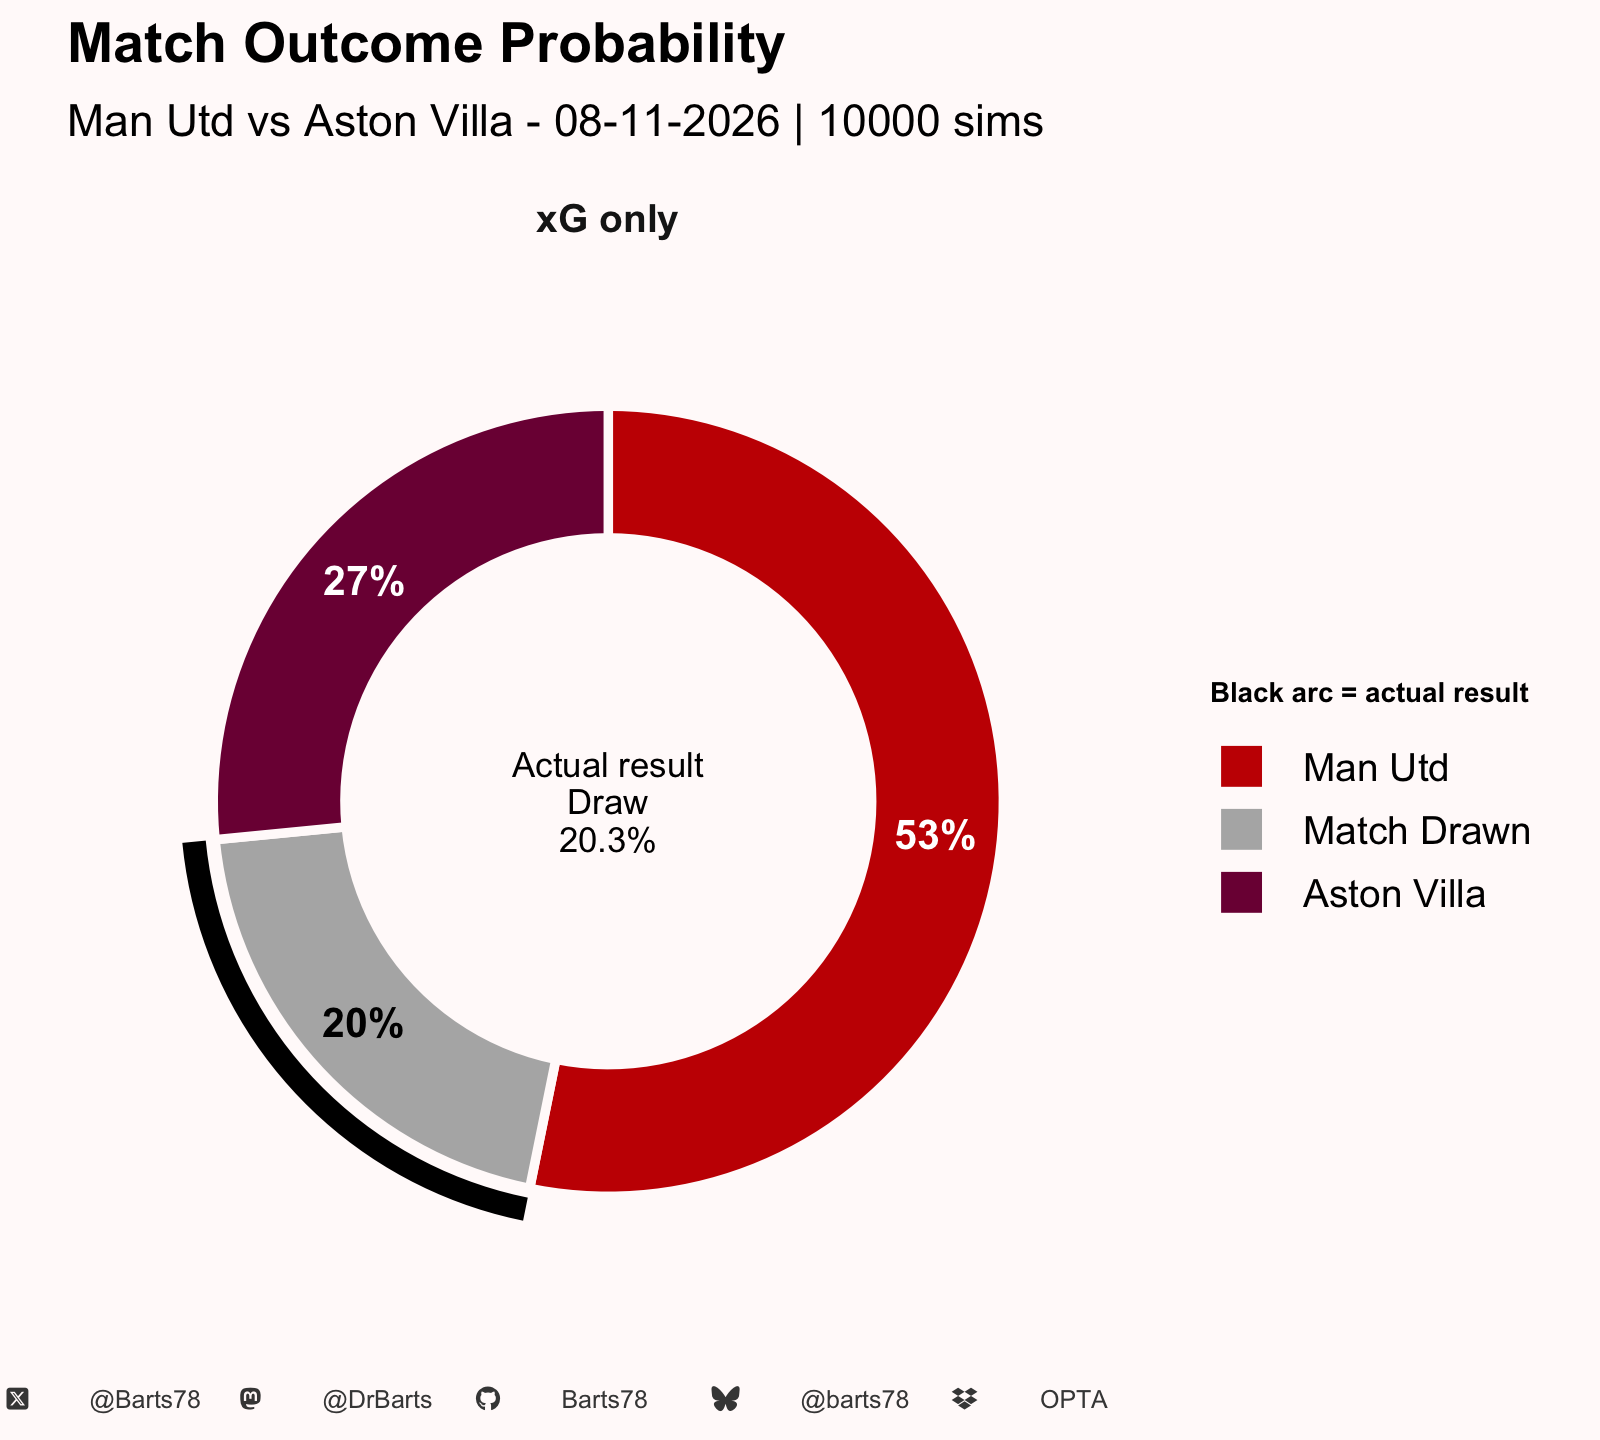 Match Outcome Probability
Man Utd vs Aston Villa - 08-11-2026 | 10000 sims
xG only
27%
53%
20%
Actual result
Draw
20.3%
Black arc = actual result
Man Utd
Match Drawn
Aston Villa
@Barts78 @DrBarts Barts78 @barts78 OPTA